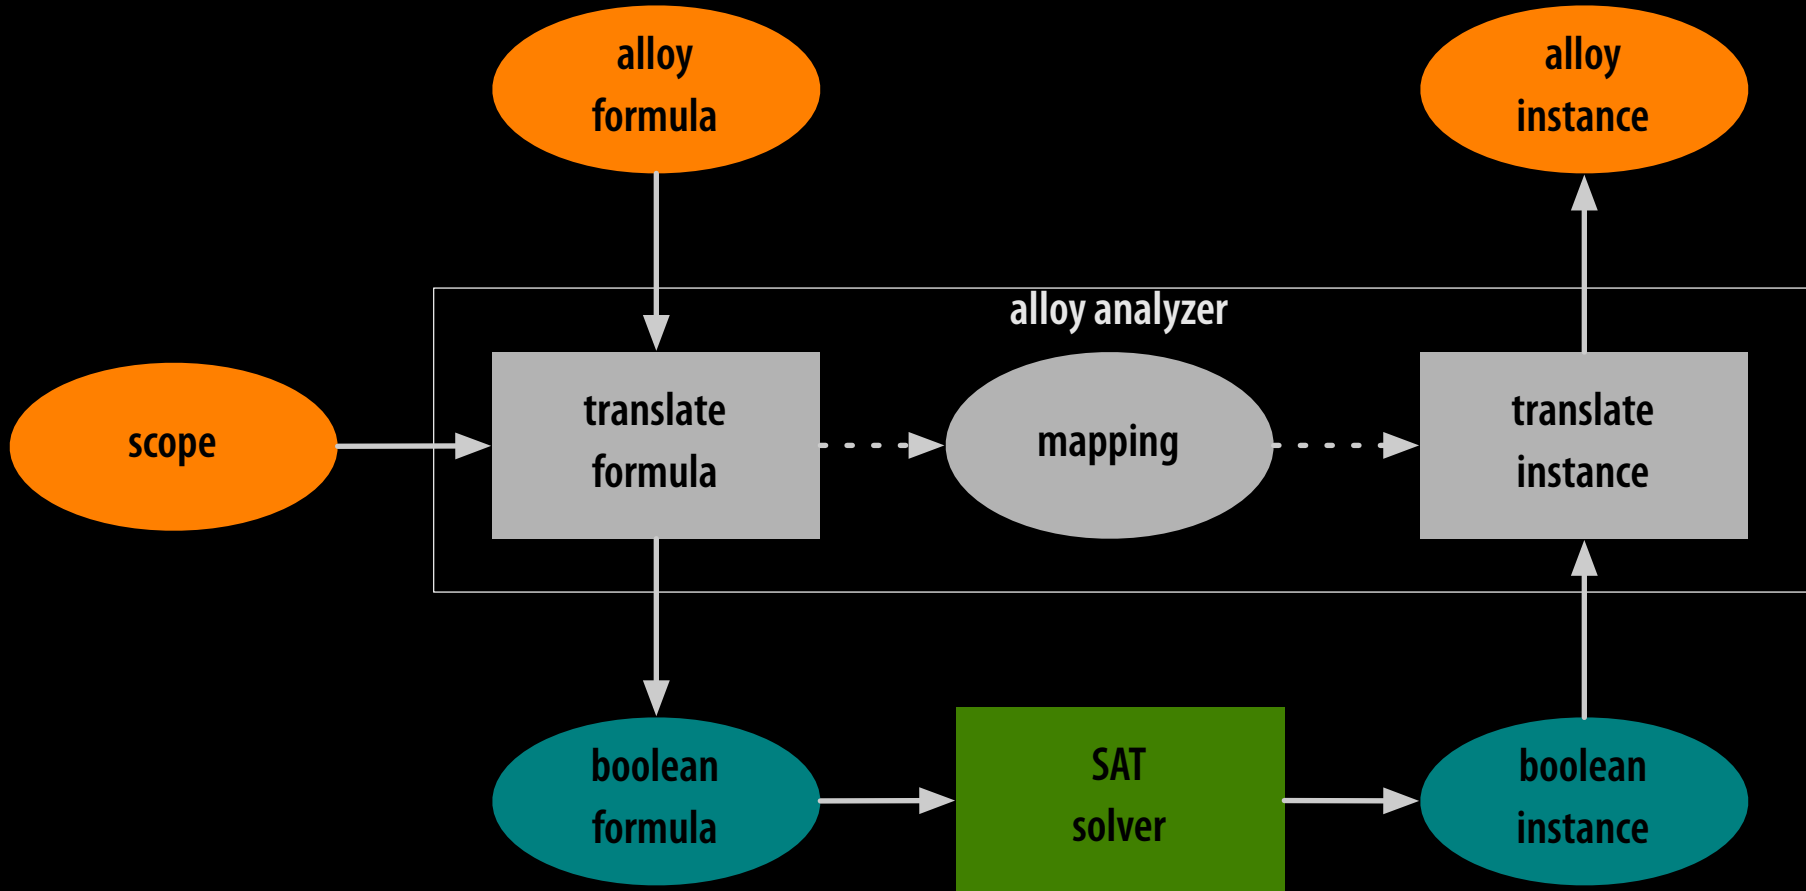 alloy
formula
alloy
instance
alloy analyzer
scope
translate
formula
mapping
translate
instance
boolean
formula
SAT
solver
boolean
instance